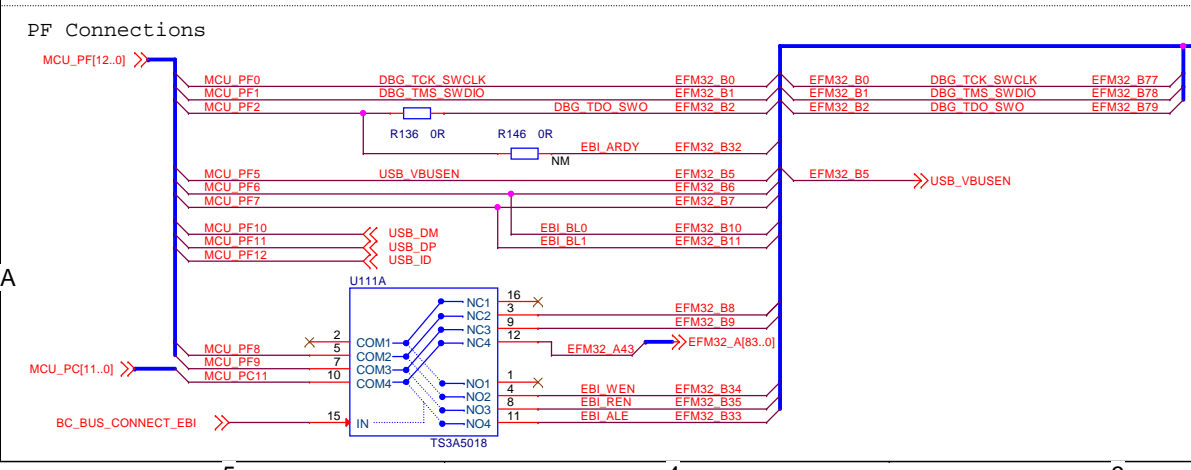 PF Connections
MCU_PF[12..0]
MCU_PF0 DBG_TCK_SWCLK EFM32_B0 EFM32_B0 DBG_TCK_SWCLK EFM32_B77
MCU_PF1 DBG_TMS_SWDIO EFM32_B1 EFM32_B1 DBG_TMS_SWDIO EFM32_B78
MCU_PF2 DBG_TDO_SWO EFM32_B2 EFM32_B2 DBG_TDO_SWO EFM32_B79
R136 0R R146 0R
EBI_ARDY EFM32_B32
NM
MCU_PF5 USB_VBUSEN EFM32_B5 EFM32_B5 USB_VBUSEN
MCU_PF6 EFM32_B6
MCU_PF7 EFM32_B7
MCU_PF10 USB_DM EBI_BL0 EFM32_B10
MCU_PF11 USB_DP EBI_BL1 EFM32_B11
MCU_PF12 USB_ID
A
U111A
NC1 16
NC2 3 EFM32_B8
NC3 9 EFM32_B9
2 COM1 NC4 12 EFM32_A43 EFM32_A[83..0]
MCU_PF8 5 COM2
MCU_PF9 7 COM3
MCU_PC[11..0] MCU_PC11 10 COM4 NO1 1
NO2 4 EBI_WEN EFM32_B34
NO3 8 EBI_REN EFM32_B35
BC_BUS_CONNECT_EBI 15 IN NO4 11 EBI_ALE EFM32_B33
TS3A5018